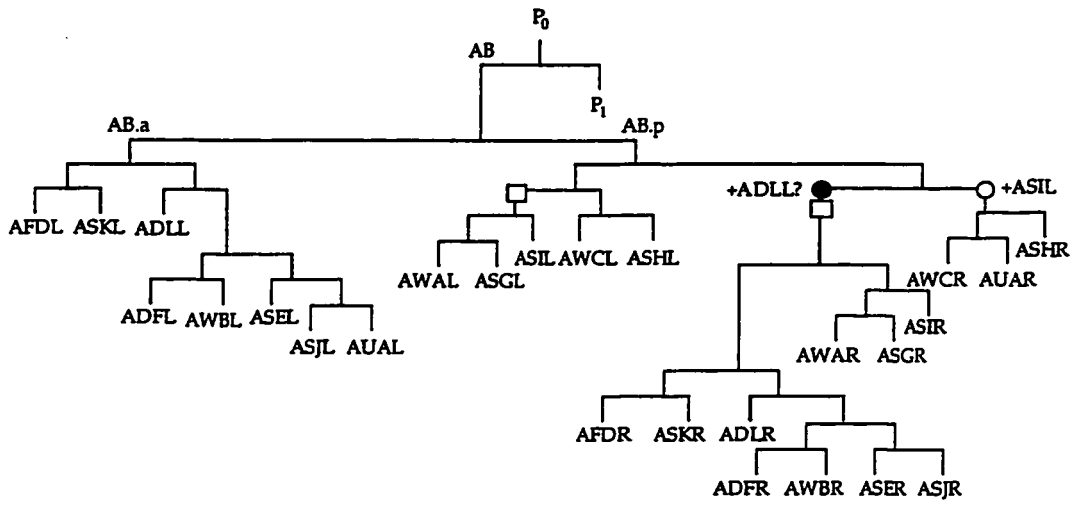 P0
AB
P1
AB.a
AB.p
+ADLL?
+ASIL
AFDL ASKL ADLL
ASIL AWCL ASHL
ASHR
AWAL ASGL
AWCR AUAR
ADFL AWBL ASEL
ASIR
ASJL AUAL
AWAR ASGR
AFDR ASKR ADLR
ADFR AWBR ASER ASJR